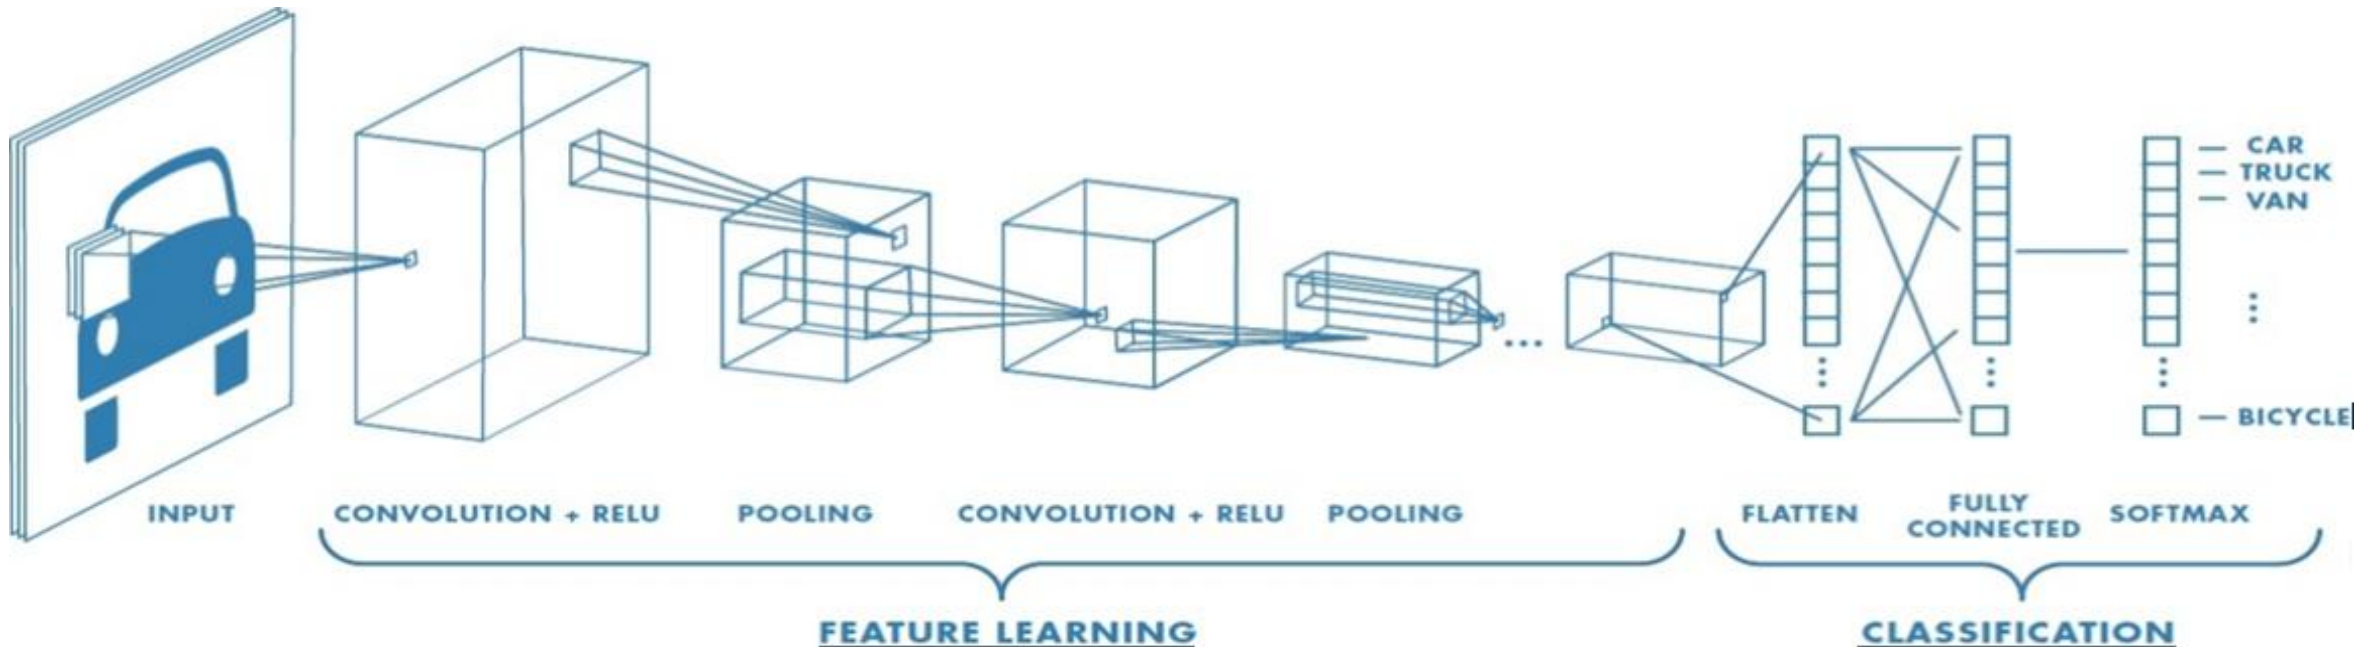 CAR
TRUCK
VAN
BICYCLE
INPUT
CONVOLUTION + RELU
POOLING
CONVOLUTION + RELU
POOLING
FLATTEN
FULLY
CONNECTED
SOFTMAX
FEATURE LEARNING
CLASSIFICATION